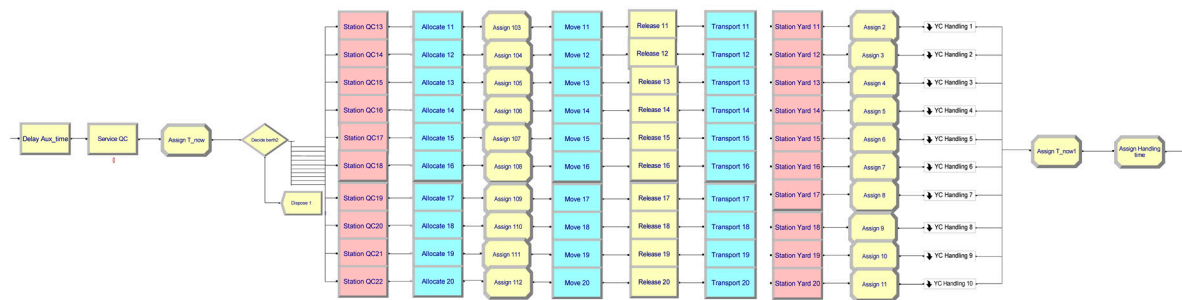 Station QC13 Allocate 11 Assign 103 Move 11 Release 11 Transport 11 Station Yard 11 Assign 2 YC Handling 1
Station QC14 Allocate 12 Assign 104 Move 12 Release 12 Transport 12 Station Yard 12 Assign 3 YC Handling 2
Station QC15 Allocate 13 Assign 105 Move 13 Release 13 Transport 13 Station Yard 13 Assign 4 YC Handling 3
Station QC16 Allocate 14 Assign 106 Move 14 Release 14 Transport 14 Station Yard 14 Assign 5 YC Handling 4
Delay Aux_time Service QC Assign T_now Decide berth2 Station QC17 Allocate 15 Assign 107 Move 15 Release 15 Transport 15 Station Yard 15 Assign 6 YC Handling 5 Assign T_now1 Assign Handling
time
Station QC18 Allocate 16 Assign 108 Move 16 Release 16 Transport 16 Station Yard 16 Assign 7 YC Handling 6
Dispose 1 Station QC19 Allocate 17 Assign 109 Move 17 Release 17 Transport 17 Station Yard 17 Assign 8 YC Handling 7
Station QC20 Allocate 18 Assign 110 Move 18 Release 18 Transport 18 Station Yard 18 Assign 9 YC Handling 8
Station QC21 Allocate 19 Assign 111 Move 19 Release 19 Transport 19 Station Yard 19 Assign 10 YC Handling 9
Station QC22 Allocate 20 Assign 112 Move 20 Release 20 Transport 20 Station Yard 20 Assign 11 YC Handling 10